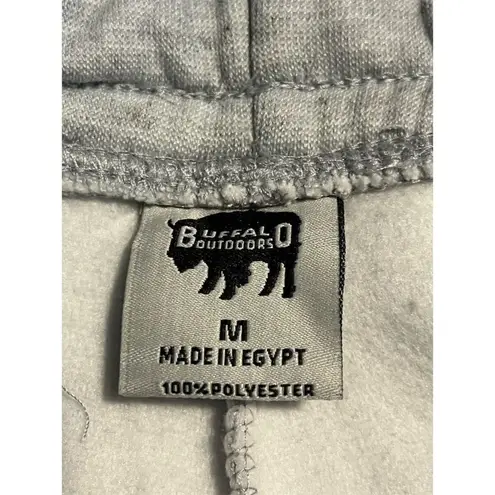 BUFFALO
OUTDOORS
M
MADE IN EGYPT
100% POLYESTER